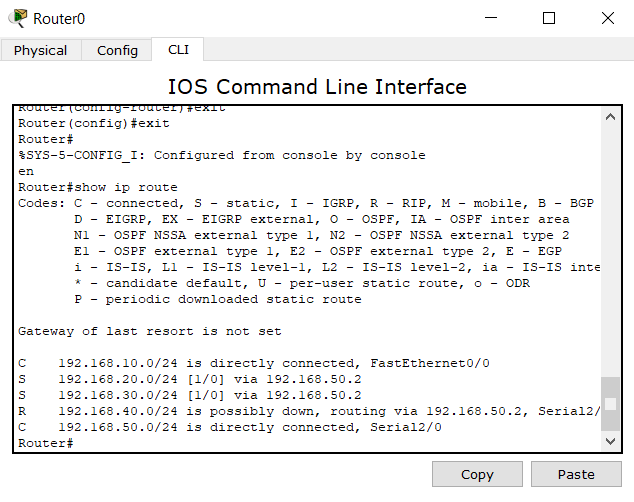 Router0
Physical Config CLI
IOS Command Line Interface
Router(config-router)#exit
Router(config)#exit
Router#
%SYS-5-CONFIG_I: Configured from console by console
en
Router#show ip route
Codes: C - connected, S - static, I - IGRP, R - RIP, M - mobile, B - BGP
D - EIGRP, EX - EIGRP external, O - OSPF, IA - OSPF inter area
N1 - OSPF NSSA external type 1, N2 - OSPF NSSA external type 2
E1 - OSPF external type 1, E2 - OSPF external type 2, E - EGP
i - IS-IS, L1 - IS-IS level-1, L2 - IS-IS level-2, ia - IS-IS inte
* - candidate default, U - per-user static route, o - ODR
P - periodic downloaded static route
Gateway of last resort is not set
C 192.168.10.0/24 is directly connected, FastEthernet0/0
S 192.168.20.0/24 [1/0] via 192.168.50.2
S 192.168.30.0/24 [1/0] via 192.168.50.2
R 192.168.40.0/24 is possibly down, routing via 192.168.50.2, Serial2/
C 192.168.50.0/24 is directly connected, Serial2/0
Router#
Copy Paste